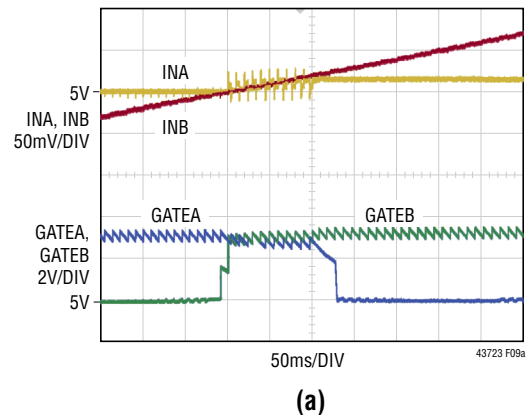 INA
5V
INA, INB
50mV/DIV
INB
GATEA
GATEB
GATEA,
GATEB
2V/DIV
5V
50ms/DIV
43723 F09a
(a)